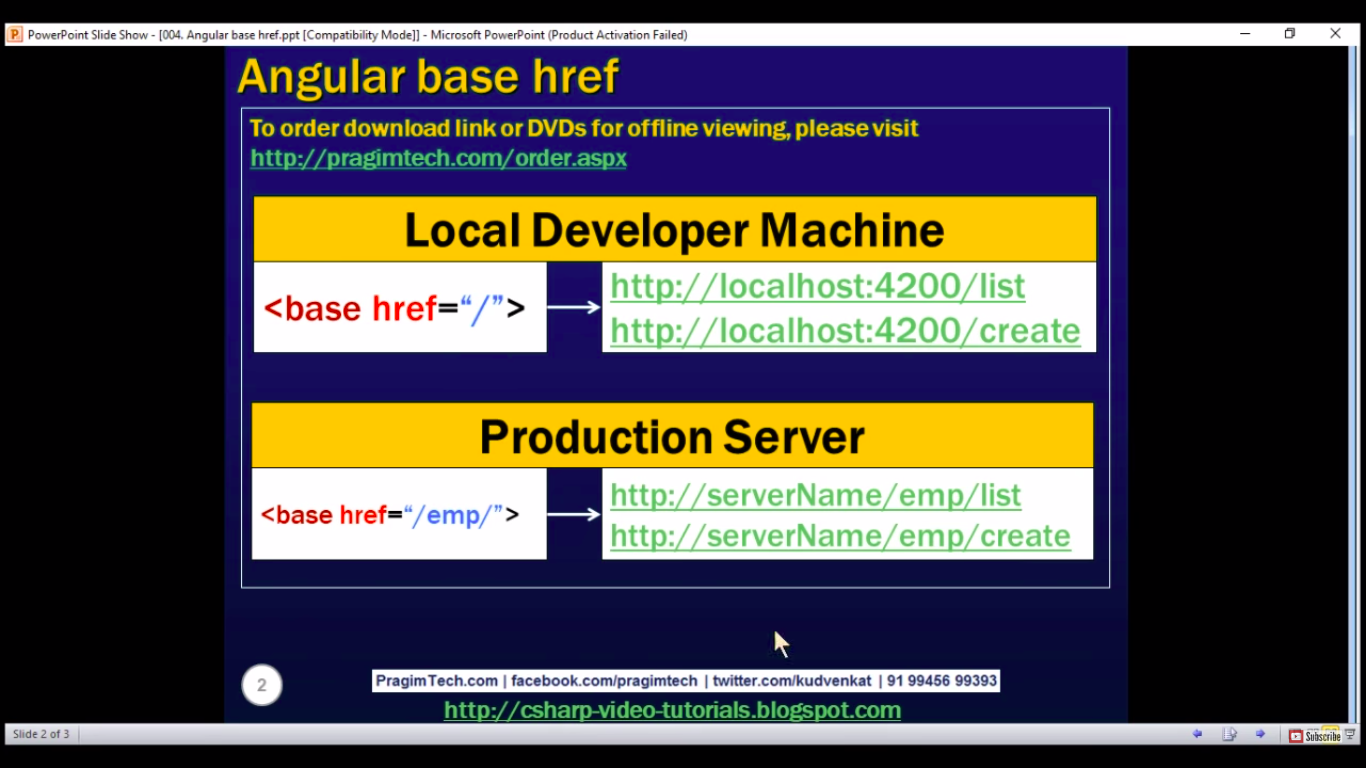 PowerPoint Slide Show - [004. Angular base href.ppt [Compatibility Mode]] - Microsoft PowerPoint (Product Activation Failed)
Angular base href
To order download link or DVDs for offline viewing, please visit
http://pragimtech.com/order.aspx
Local Developer Machine
<base href=“/”>
http://localhost:4200/list
http://localhost:4200/create
Production Server
<base href=“/emp/”>
http://serverName/emp/list
http://serverName/emp/create
2
PragimTech.com | facebook.com/pragimtech | twitter.com/kudvenkat | 91 99456 99393
http://csharp-video-tutorials.blogspot.com
Slide 2 of 3
Subscribe